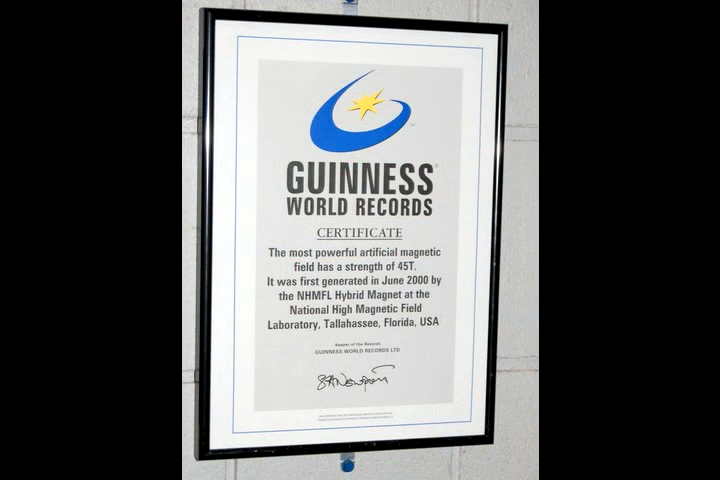 GUINNESS
WORLD RECORDS
CERTIFICATE
The most powerful artificial magnetic
field has a strength of 45T.
It was first generated in June 2000 by
the NHMFL Hybrid Magnet at the
National High Magnetic Field
Laboratory, Tallahassee, Florida, USA
Keeper of the Records
GUINNESS WORLD RECORDS LTD